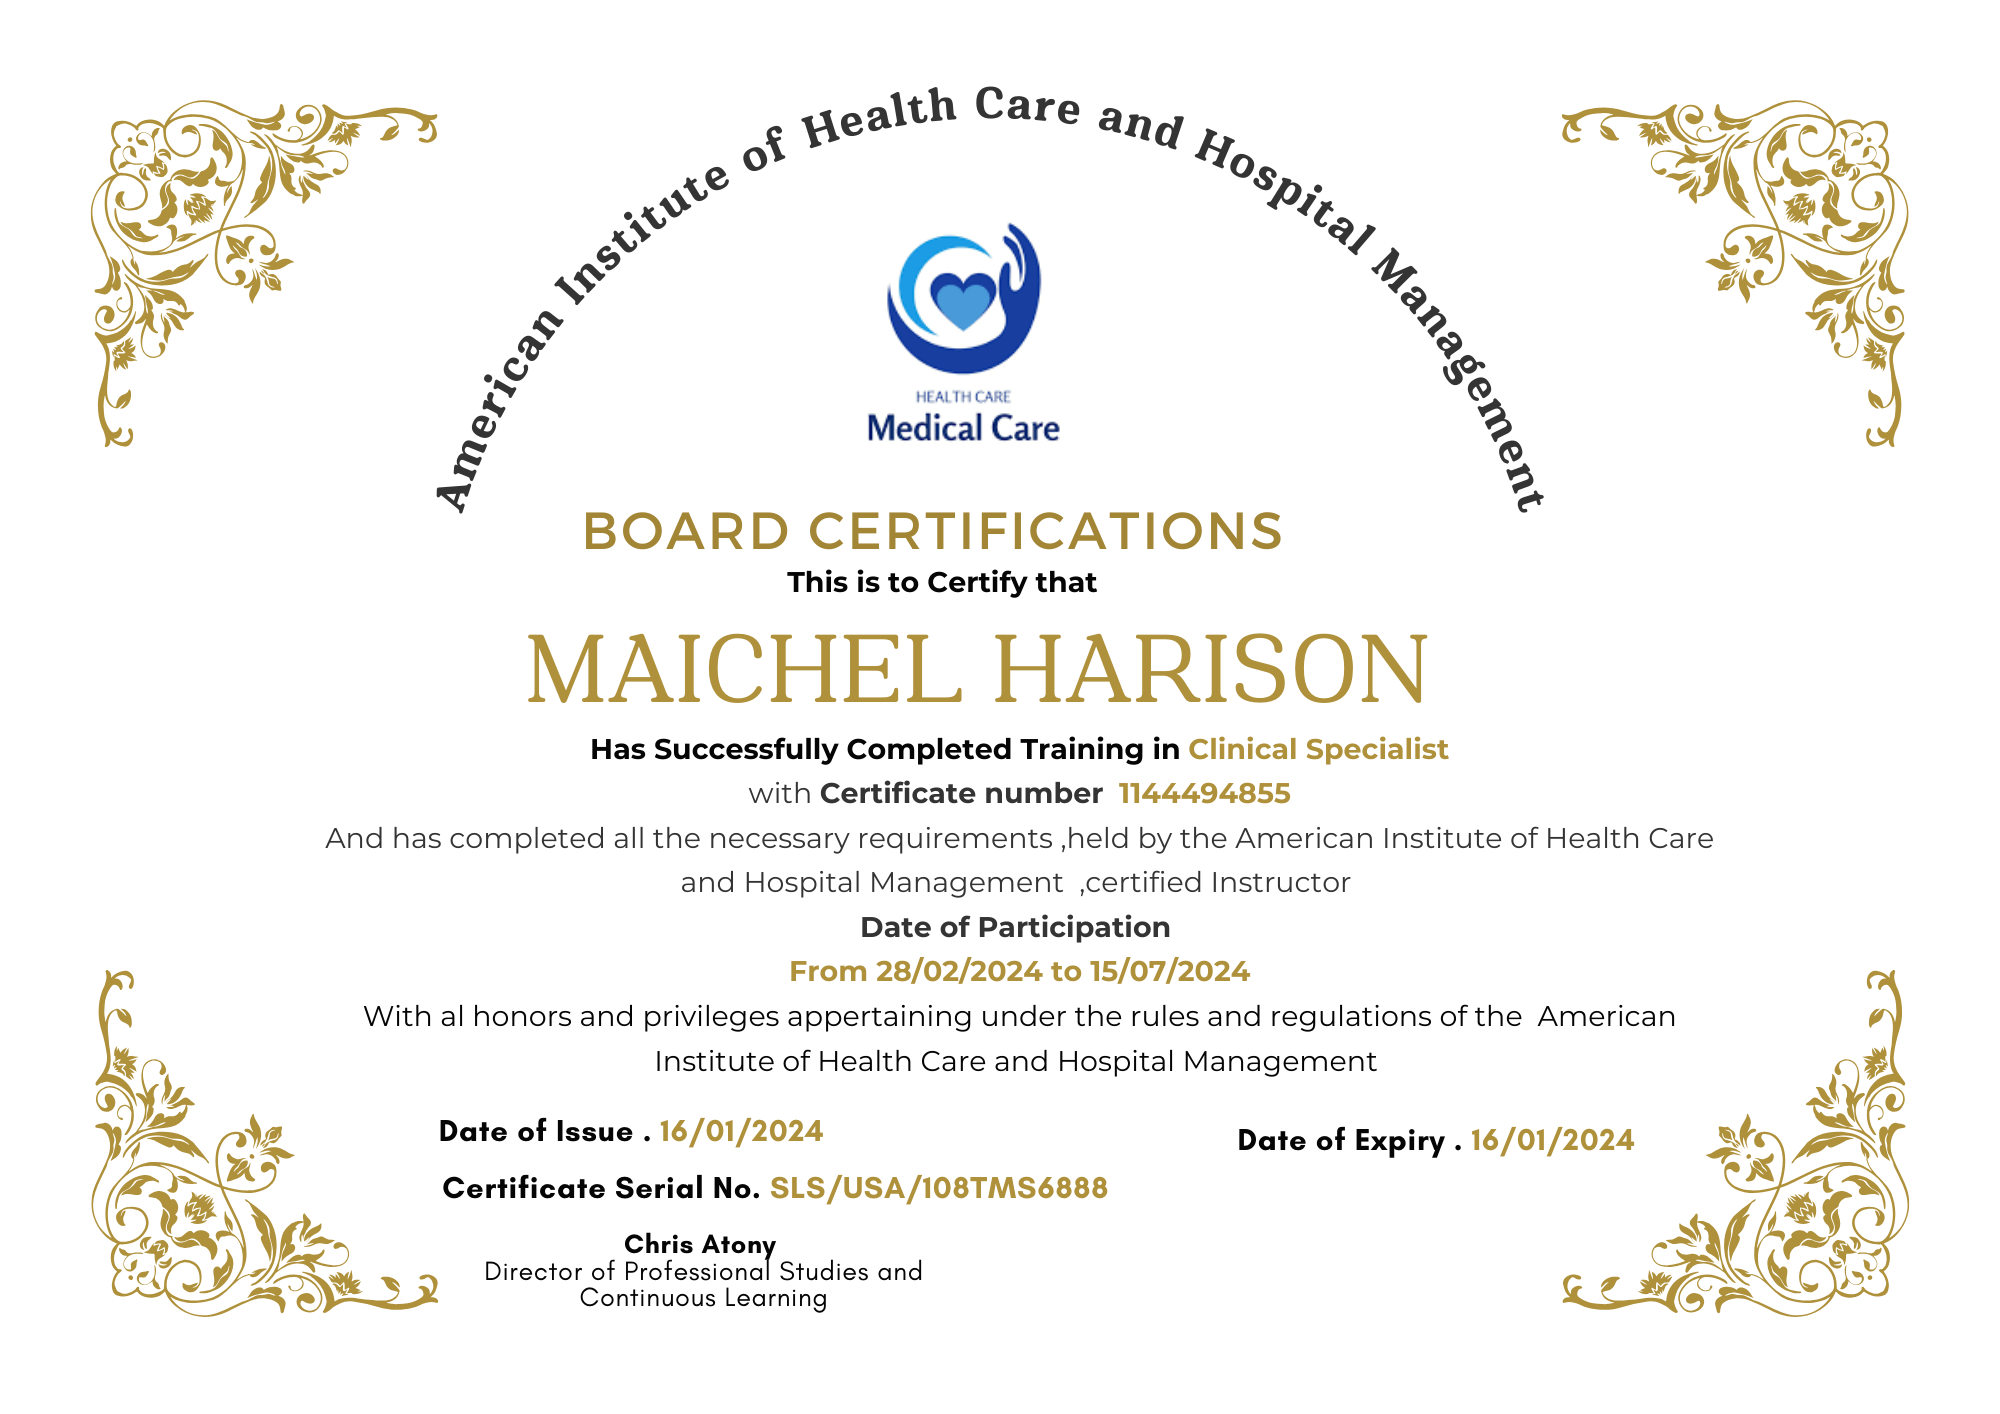 American Institute of Health Care and Hospital Management
HEALTH CARE
Medical Care
BOARD CERTIFICATIONS
This is to Certify that
MAICHEL HARISON
Has Successfully Completed Training in Clinical Specialist
with Certificate number 1144494855
And has completed all the necessary requirements ,held by the American Institute of Health Care
and Hospital Management ,certified Instructor
Date of Participation
From 28/02/2024 to 15/07/2024
With al honors and privileges appertaining under the rules and regulations of the American
Institute of Health Care and Hospital Management
Date of Issue . 16/01/2024
Date of Expiry . 16/01/2024
Certificate Serial No. SLS/USA/108TMS6888
Chris Atony
Director of Professional Studies and
Continuous Learning